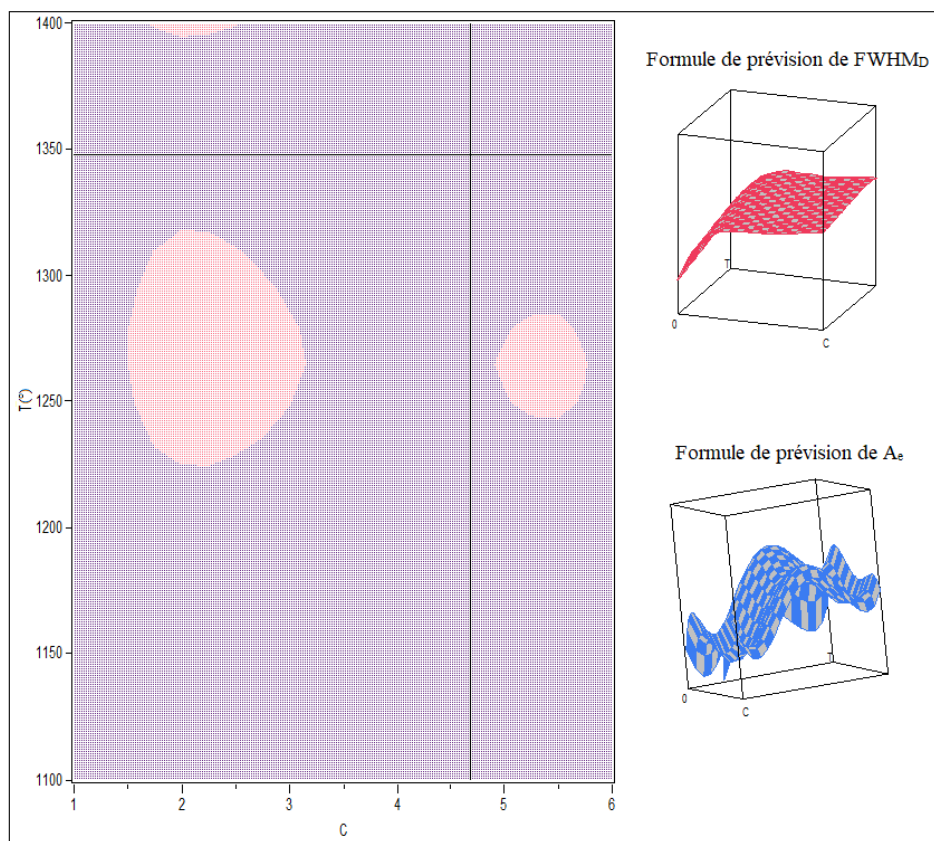 1400
1350
1300
1250
1200
1150
1100
T(°)
1
2
3
4
5
6
C
Formule de prévision de FWHMD
T
0
C
Formule de prévision de Ae
T
0
C